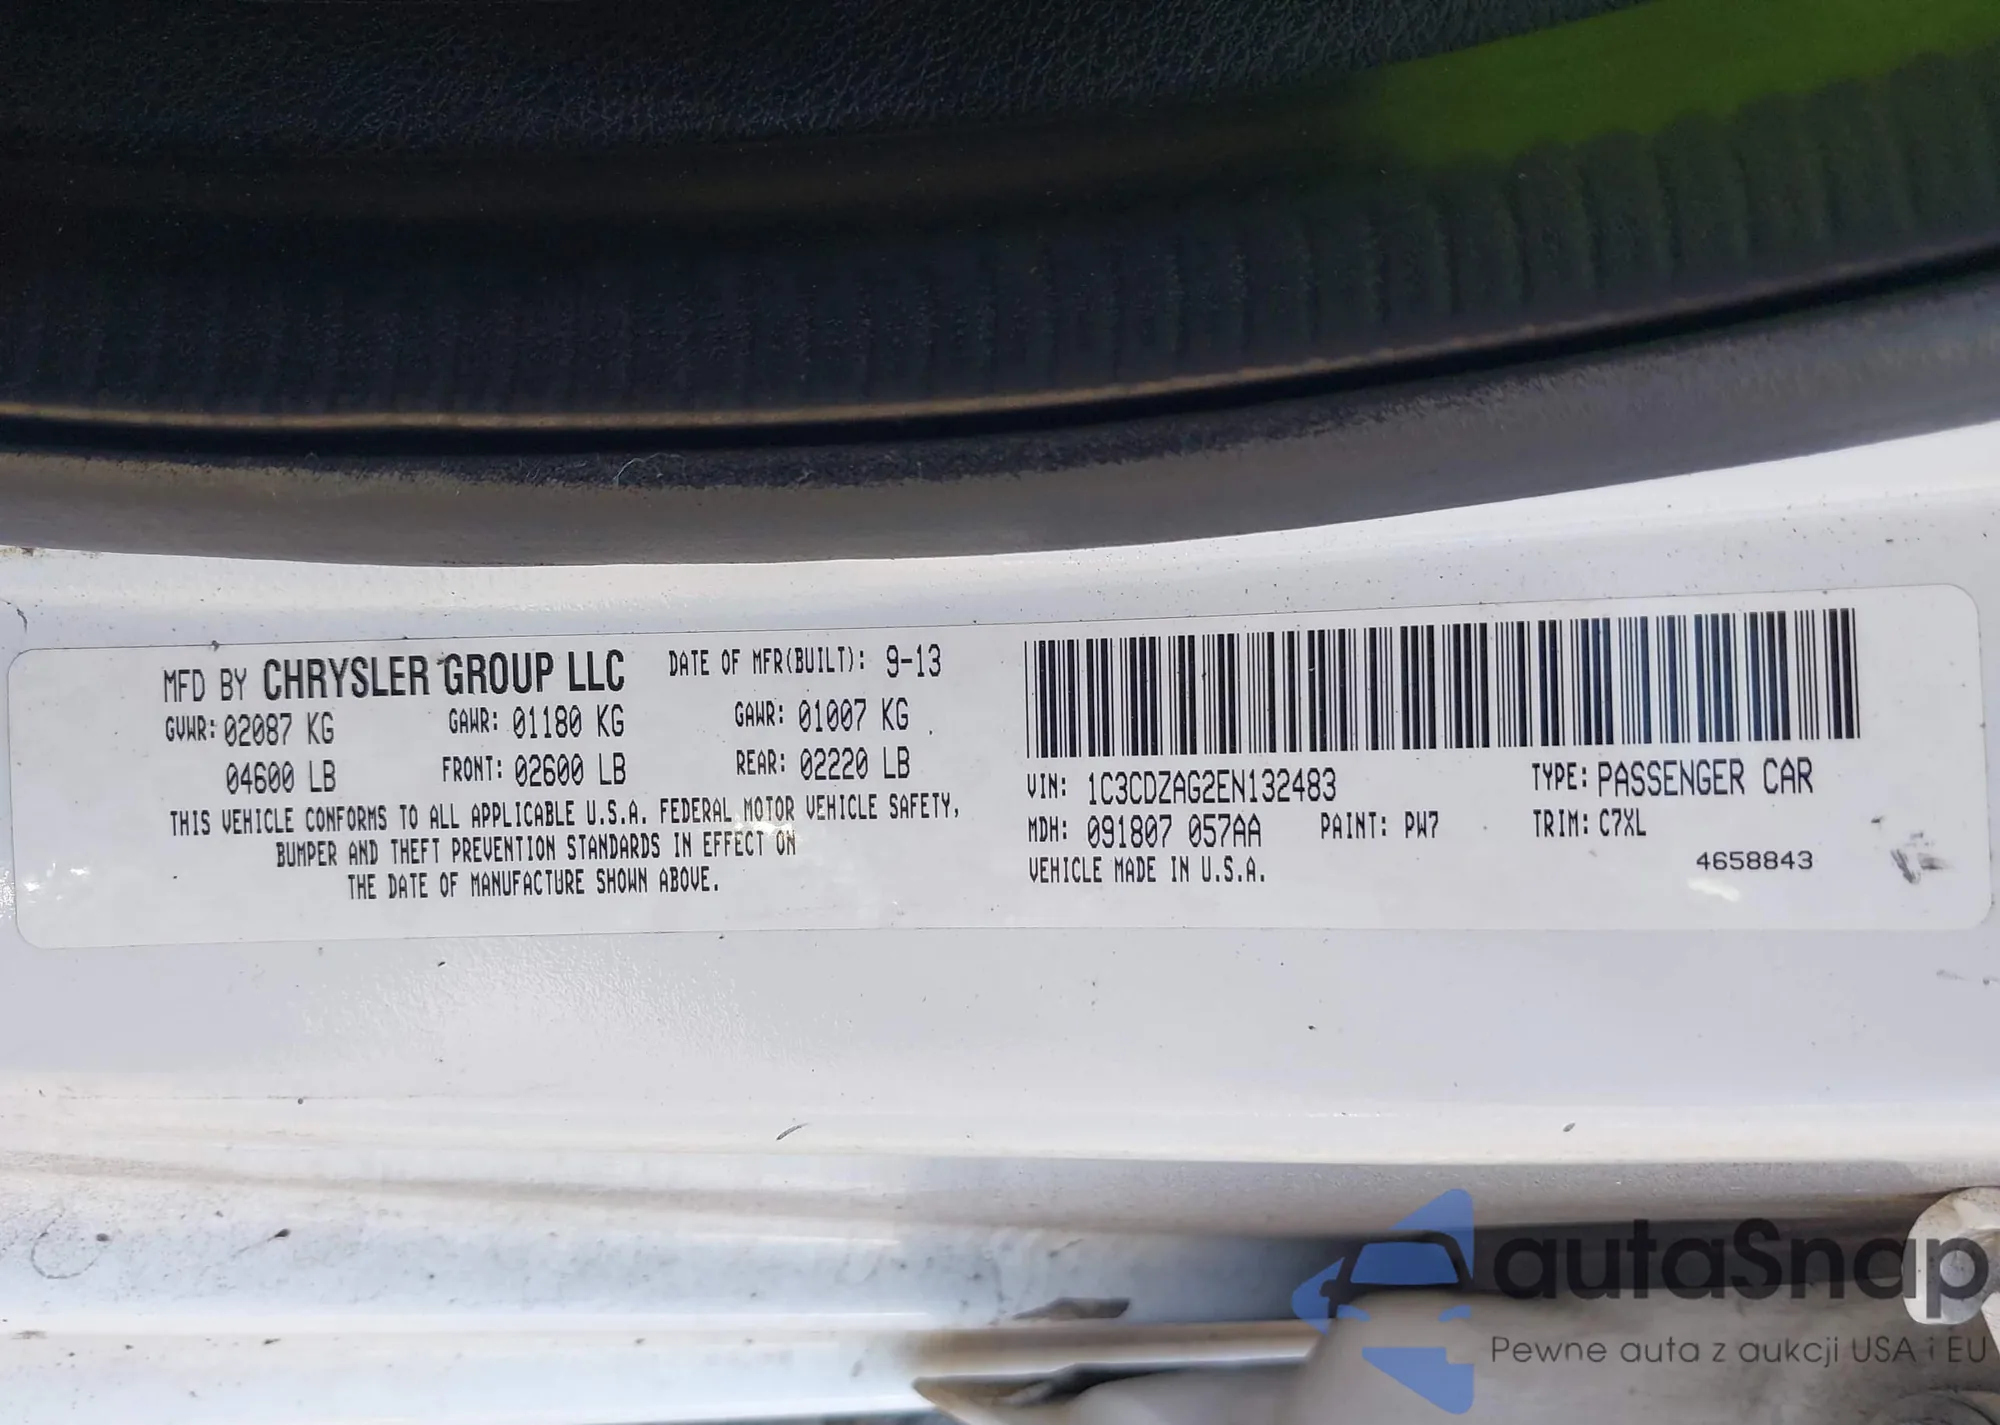 MFD BY CHRYSLER GROUP LLC DATE OF MFR(BUILT): 9-13
GVWR: 02087 KG GAWR: 01180 KG GAWR: 01007 KG
04600 LB FRONT: 02600 LB REAR: 02220 LB
THIS VEHICLE CONFORMS TO ALL APPLICABLE U.S.A. FEDERAL MOTOR VEHICLE SAFETY,
BUMPER AND THEFT PREVENTION STANDARDS IN EFFECT ON
THE DATE OF MANUFACTURE SHOWN ABOVE.
VIN: 1C3CDZAG2EN132483 TYPE: PASSENGER CAR
MDH: 091807 057AA PAINT: PW7 TRIM: C7XL
VEHICLE MADE IN U.S.A. 4658843
autaSnap
Pewne auta z aukcji USA i EU